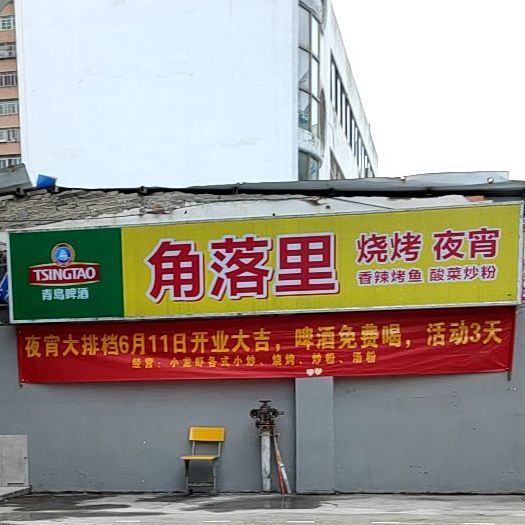 TSINGTAO
青岛啤酒
角落里
烧烤 夜宵
香辣烤鱼 酸菜炒粉
夜宵大排档6月11日开业大吉，啤酒免费喝，活动3天
经营：小龙虾各式小炒、烧烤、炒粉、汤粉